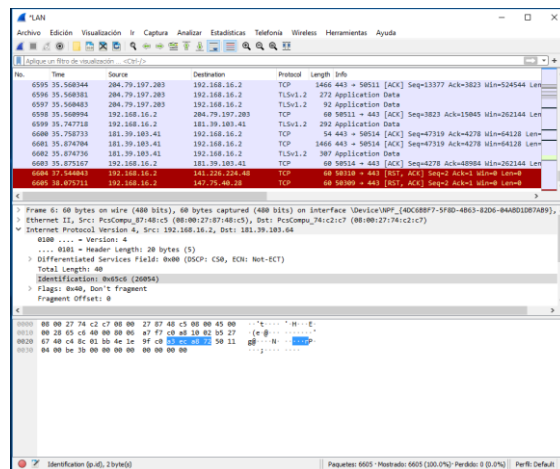 *LAN
Archivo Edición Visualización Ir Captura Analizar Estadísticas Telefonía Wireless Herramientas Ayuda
Aplique un filtro de visualización ... <Ctrl-/>
No. Time Source Destination Protocol Length Info
6595 35.560344 204.79.197.203 192.168.16.2 TCP 1466 443 → 50511 [ACK] Seq=13377 Ack=3823 Win=524544 Len
6596 35.560381 204.79.197.203 192.168.16.2 TLSv1.2 272 Application Data
6597 35.560483 204.79.197.203 192.168.16.2 TLSv1.2 92 Application Data
6598 35.560994 192.168.16.2 204.79.197.203 TCP 60 50511 → 443 [ACK] Seq=3823 Ack=15045 Win=262144 Len
6599 35.747718 192.168.16.2 181.39.103.41 TLSv1.2 292 Application Data
6600 35.758733 181.39.103.41 192.168.16.2 TCP 54 443 → 50514 [ACK] Seq=47319 Ack=4278 Win=64128 Len
6601 35.874704 181.39.103.41 192.168.16.2 TCP 1466 443 → 50514 [ACK] Seq=47319 Ack=4278 Win=64128 Len
6602 35.874736 181.39.103.41 192.168.16.2 TLSv1.2 307 Application Data
6603 35.875167 192.168.16.2 181.39.103.41 TCP 60 50514 → 443 [ACK] Seq=4278 Ack=48984 Win=262144 Len
6604 37.544043 192.168.16.2 141.226.224.48 TCP 60 50310 → 443 [RST, ACK] Seq=2 Ack=1 Win=0 Len=0
6605 38.075711 192.168.16.2 147.75.40.28 TCP 60 50309 → 443 [RST, ACK] Seq=2 Ack=1 Win=0 Len=0
Frame 6: 60 bytes on wire (480 bits), 60 bytes captured (480 bits) on interface \Device\NPF_{4DC6BBF7-5F8D-4B63-82D6-04ABD1DB7AB9},
Ethernet II, Src: PcsCompu_87:48:c5 (08:00:27:87:48:c5), Dst: PcsCompu_74:c2:c7 (08:00:27:74:c2:c7)
Internet Protocol Version 4, Src: 192.168.16.2, Dst: 181.39.103.64
0100 .... = Version: 4
.... 0101 = Header Length: 20 bytes (5)
Differentiated Services Field: 0x00 (DSCP: CS0, ECN: Not-ECT)
Total Length: 40
Identification: 0x65c6 (26054)
Flags: 0x40, Don't fragment
Fragment Offset: 0
0000 08 00 27 74 c2 c7 08 00 27 87 48 c5 08 00 45 00 ··'t···· '·H···E·
0010 00 28 65 c6 40 00 80 06 a7 f7 c0 a8 10 02 b5 27 ·(e·@··· ·······'
0020 67 40 c4 8c 01 bb 4e 1e 9f c0 a3 ec a8 72 50 11 g@····N· ·····rP·
0030 04 00 be 3b 00 00 00 00 00 00 00 00 ···;···· ····
Identification (ip.id), 2 byte(s) Paquetes: 6605 · Mostrado: 6605 (100.0%) · Perdido: 0 (0.0%) Perfil: Default